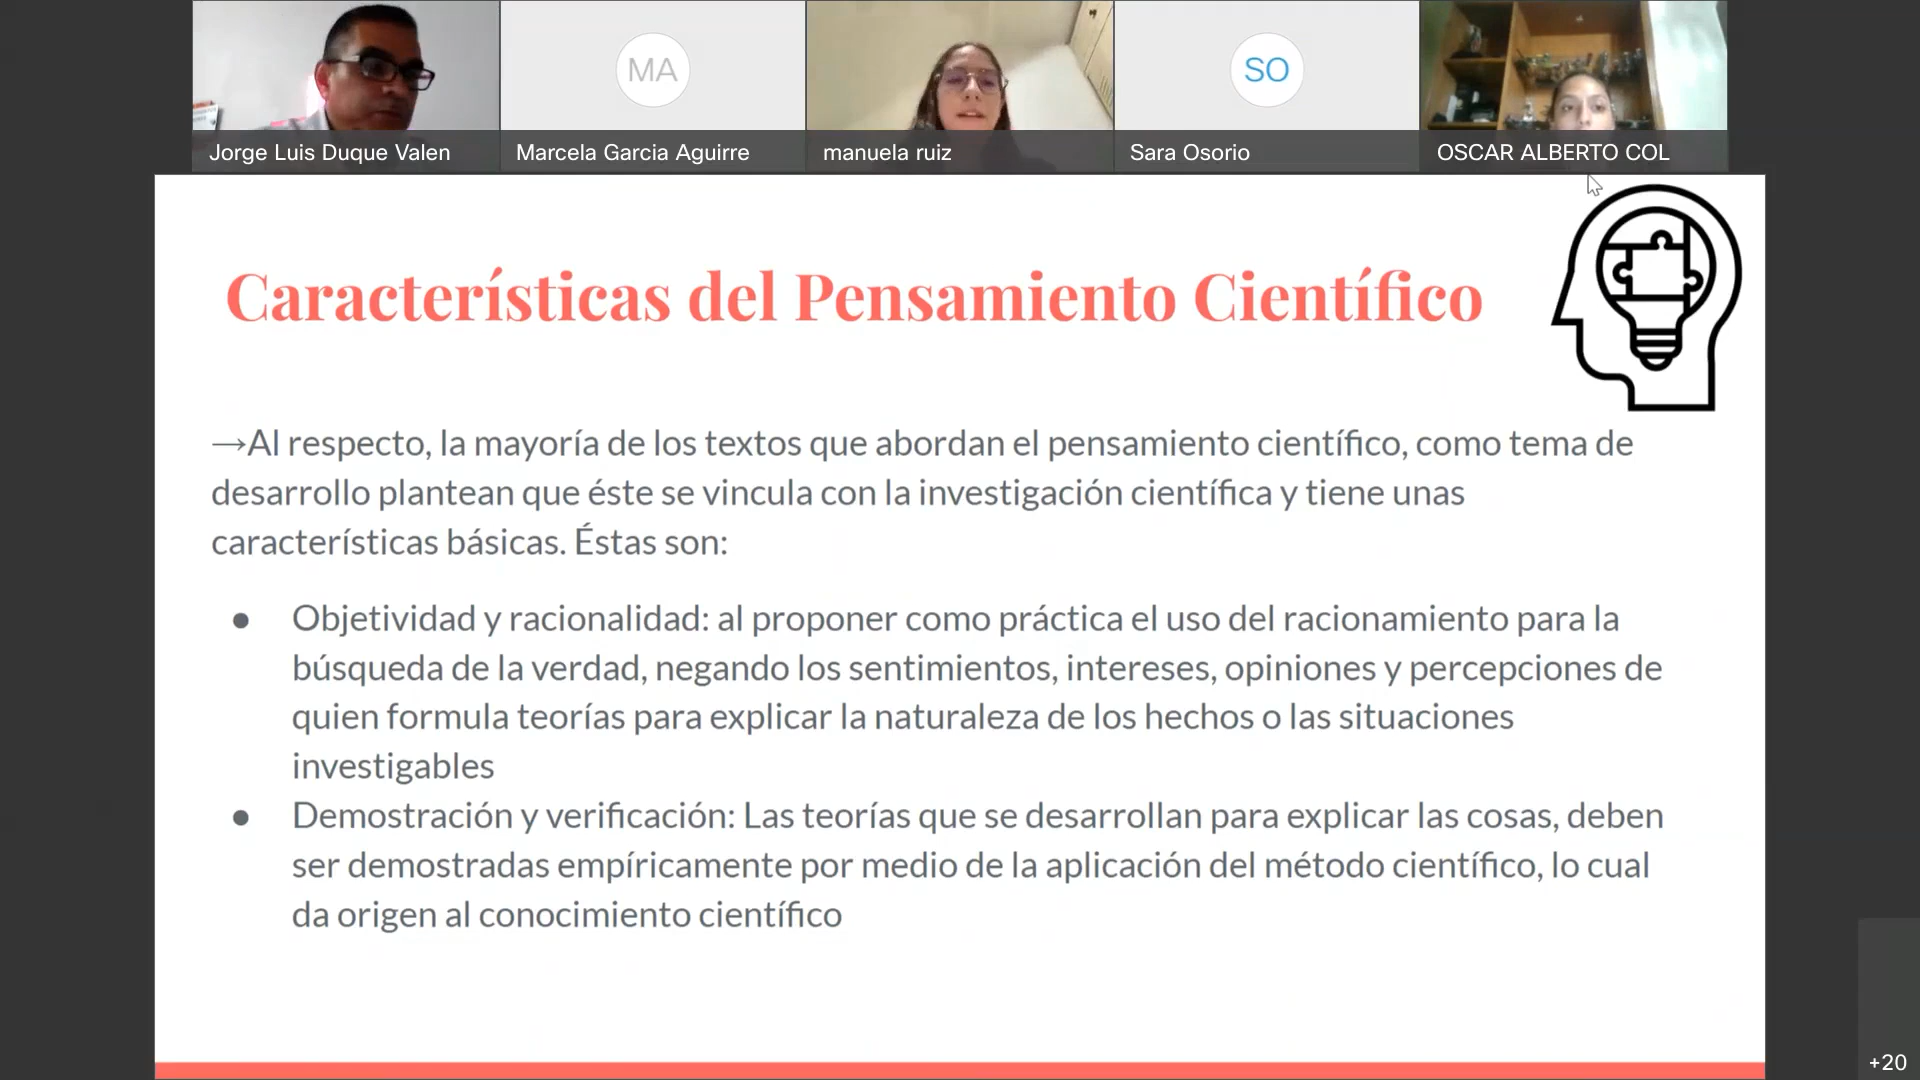 MA
SO
Jorge Luis Duque Valen
Marcela Garcia Aguirre
manuela ruiz
Sara Osorio
OSCAR ALBERTO COL
Características del Pensamiento Científico
→Al respecto, la mayoría de los textos que abordan el pensamiento científico, como tema de
desarrollo plantean que éste se vincula con la investigación científica y tiene unas
características básicas. Éstas son:
● Objetividad y racionalidad: al proponer como práctica el uso del racionamiento para la
búsqueda de la verdad, negando los sentimientos, intereses, opiniones y percepciones de
quien formula teorías para explicar la naturaleza de los hechos o las situaciones
investigables
● Demostración y verificación: Las teorías que se desarrollan para explicar las cosas, deben
ser demostradas empíricamente por medio de la aplicación del método científico, lo cual
da origen al conocimiento científico
+20